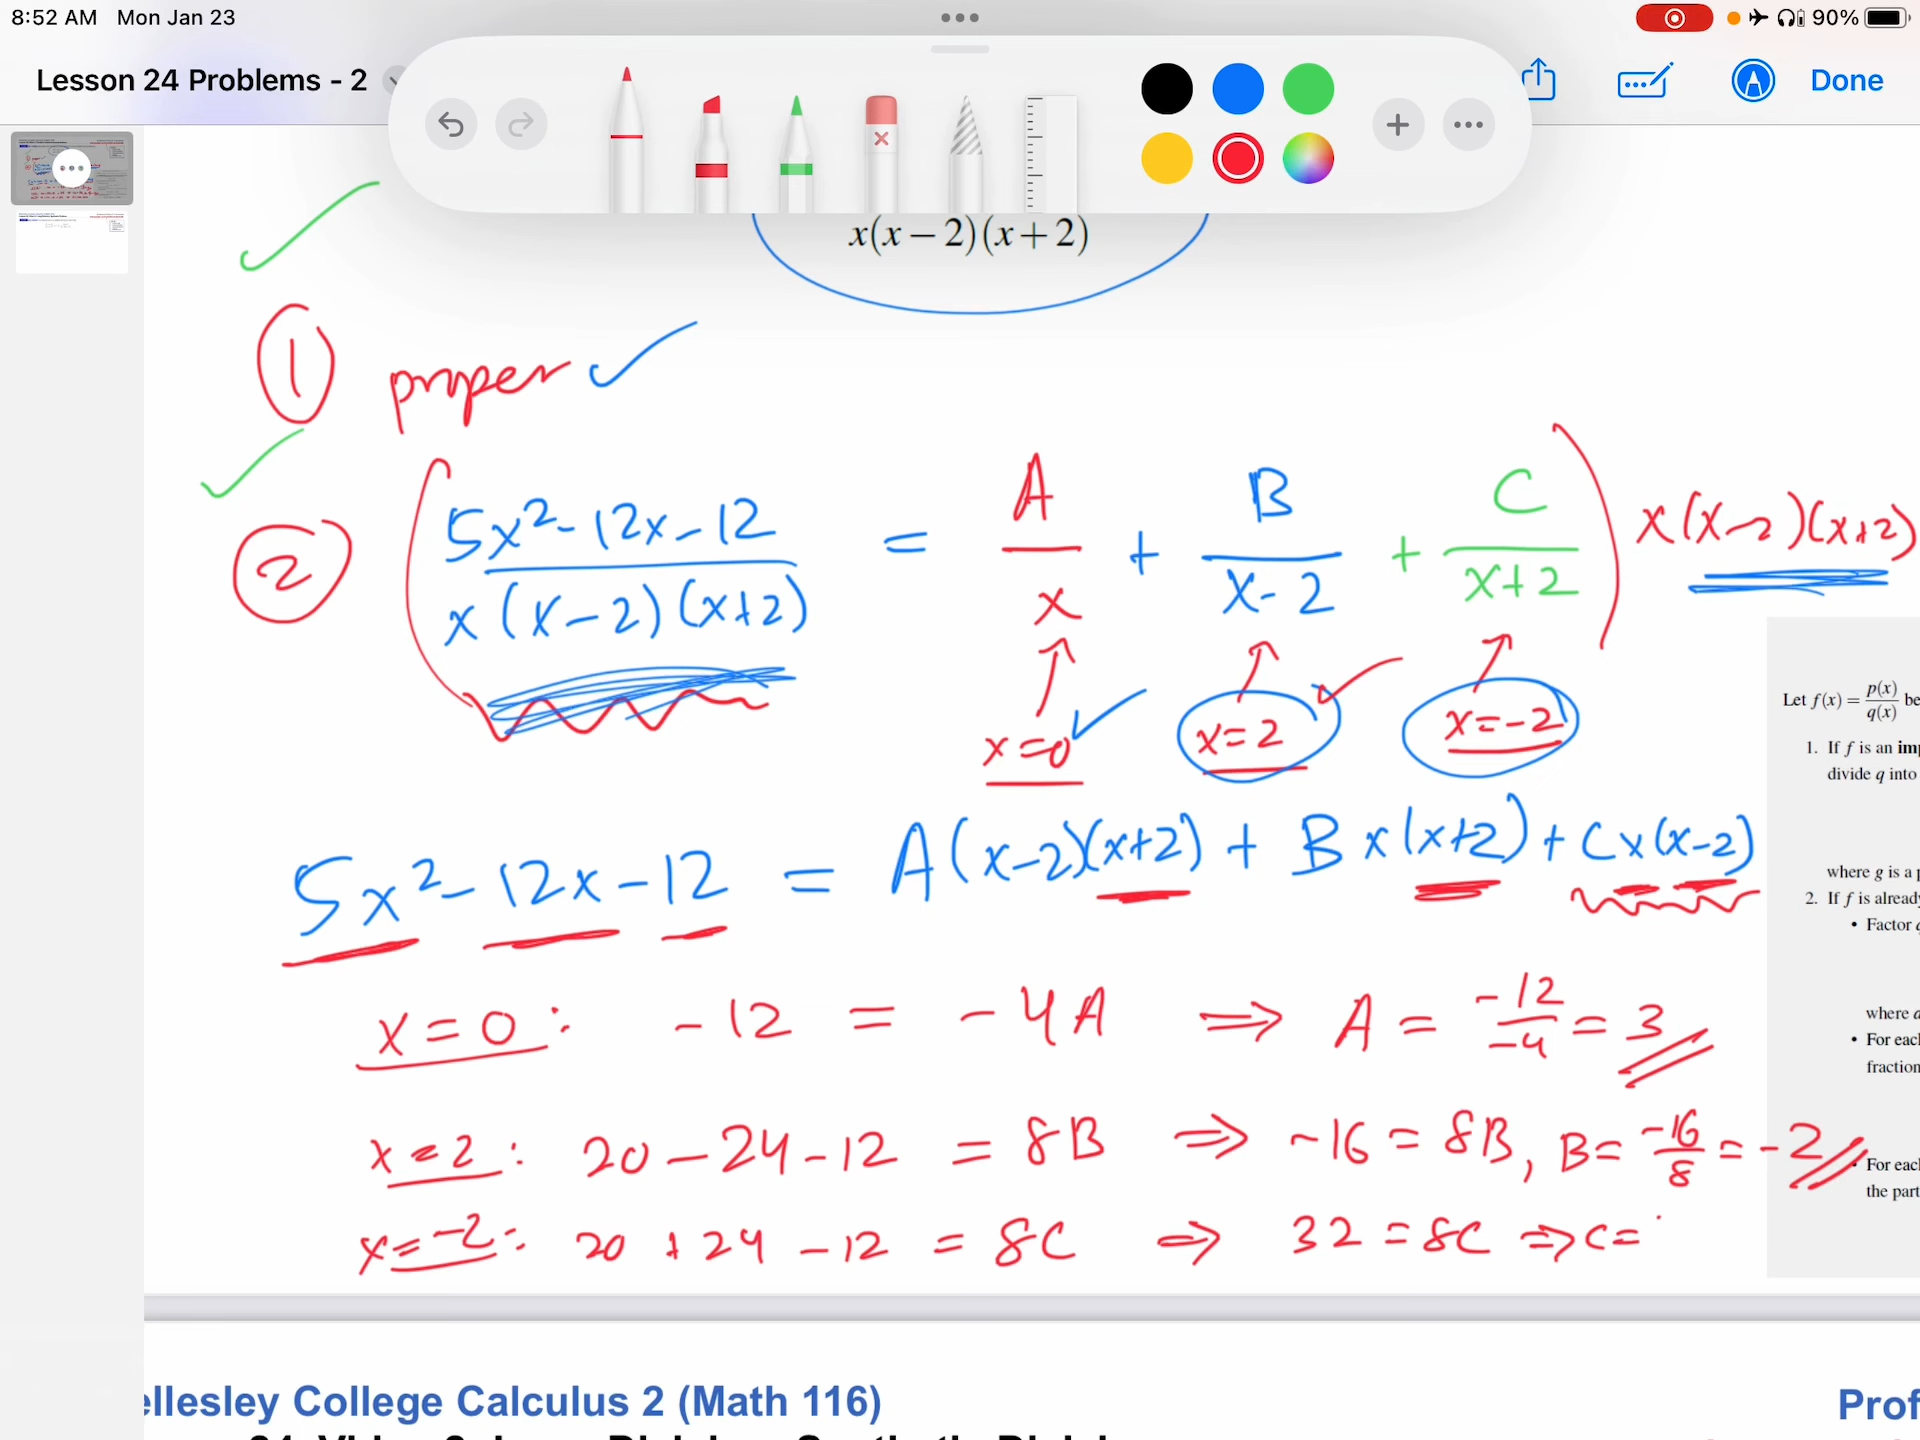 8:52 AM Mon Jan 23
90%
Lesson 24 Problems - 2
Done
x(x − 2)(x+2)
1 proper
2 (5x²-12x-12 / x(x-2)(x+2) = A/x + B/x-2 + C/x+2) x(x-2)(x+2)
x=0 x=2 x=-2
5x²-12x-12 = A(x-2)(x+2) + Bx(x+2) + Cx(x-2)
x=0: -12 = -4A ⇒ A = -12/-4 = 3
x=2: 20-24-12 = 8B ⇒ -16 = 8B, B = -16/8 = -2
x=-2: 20+24-12 = 8C ⇒ 32 = 8C ⇒ C=
Let f(x) = p(x)/q(x) be
1. If f is an imp
divide q into
where g is a p
2. If f is already
• Factor q
where a
• For each
fraction
For each
the part
ellesley College Calculus 2 (Math 116)
Prof